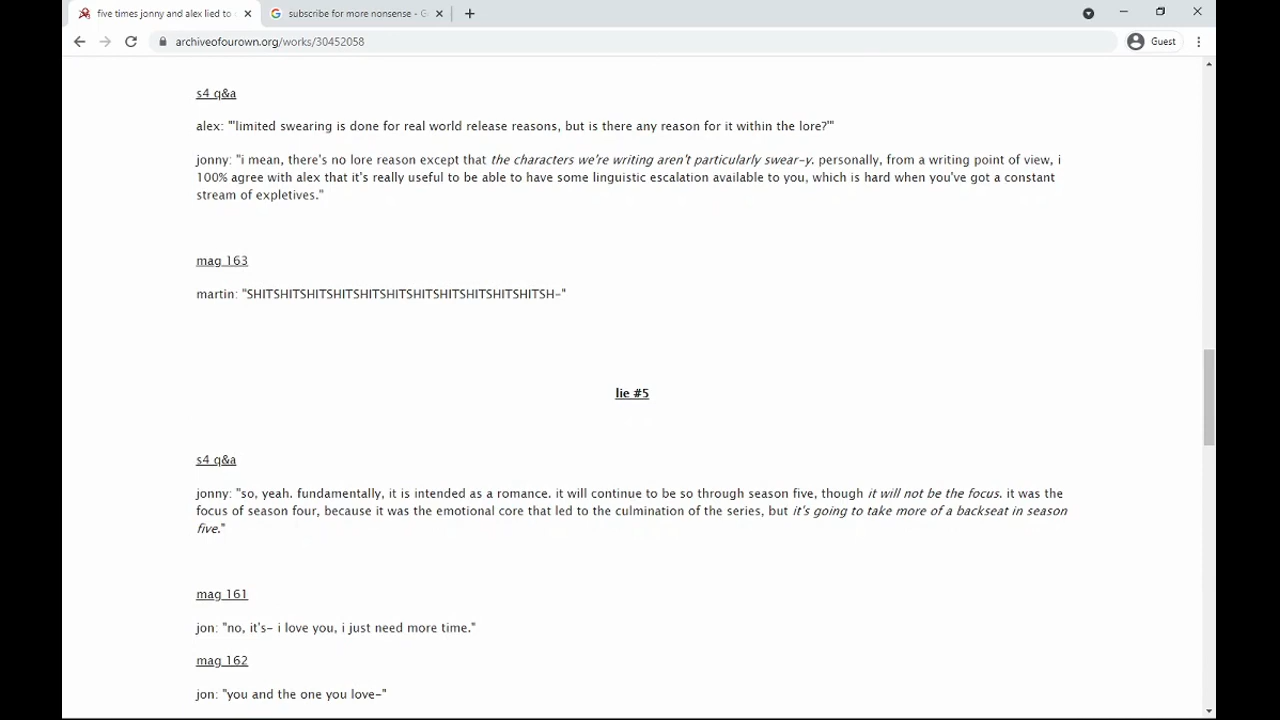 five times jonny and alex lied to
subscribe for more nonsense - G
archiveofourown.org/works/30452058
Guest
s4 q&a
alex: "'limited swearing is done for real world release reasons, but is there any reason for it within the lore?'"
jonny: "i mean, there's no lore reason except that the characters we're writing aren't particularly swear-y. personally, from a writing point of view, i
100% agree with alex that it's really useful to be able to have some linguistic escalation available to you, which is hard when you've got a constant
stream of expletives."
mag 163
martin: "SHITSHITSHITSHITSHITSHITSHITSHITSHITSHITSHITSH-"
lie #5
s4 q&a
jonny: "so, yeah. fundamentally, it is intended as a romance. it will continue to be so through season five, though it will not be the focus. it was the
focus of season four, because it was the emotional core that led to the culmination of the series, but it's going to take more of a backseat in season
five."
mag 161
jon: "no, it's- i love you, i just need more time."
mag 162
jon: "you and the one you love-"